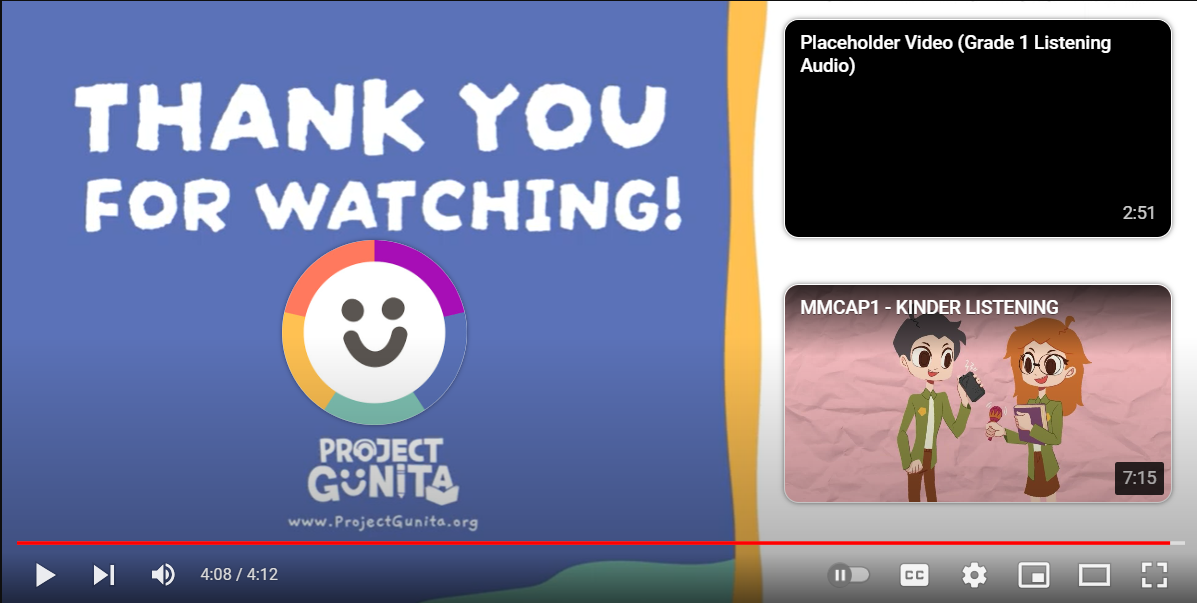 THANK YOU
FOR WATCHING!
PROJECT
GUNITA
www.ProjectGunita.org
Placeholder Video (Grade 1 Listening
Audio)
2:51
MMCAP1 - KINDER LISTENING
7:15
4:08 / 4:12
CC